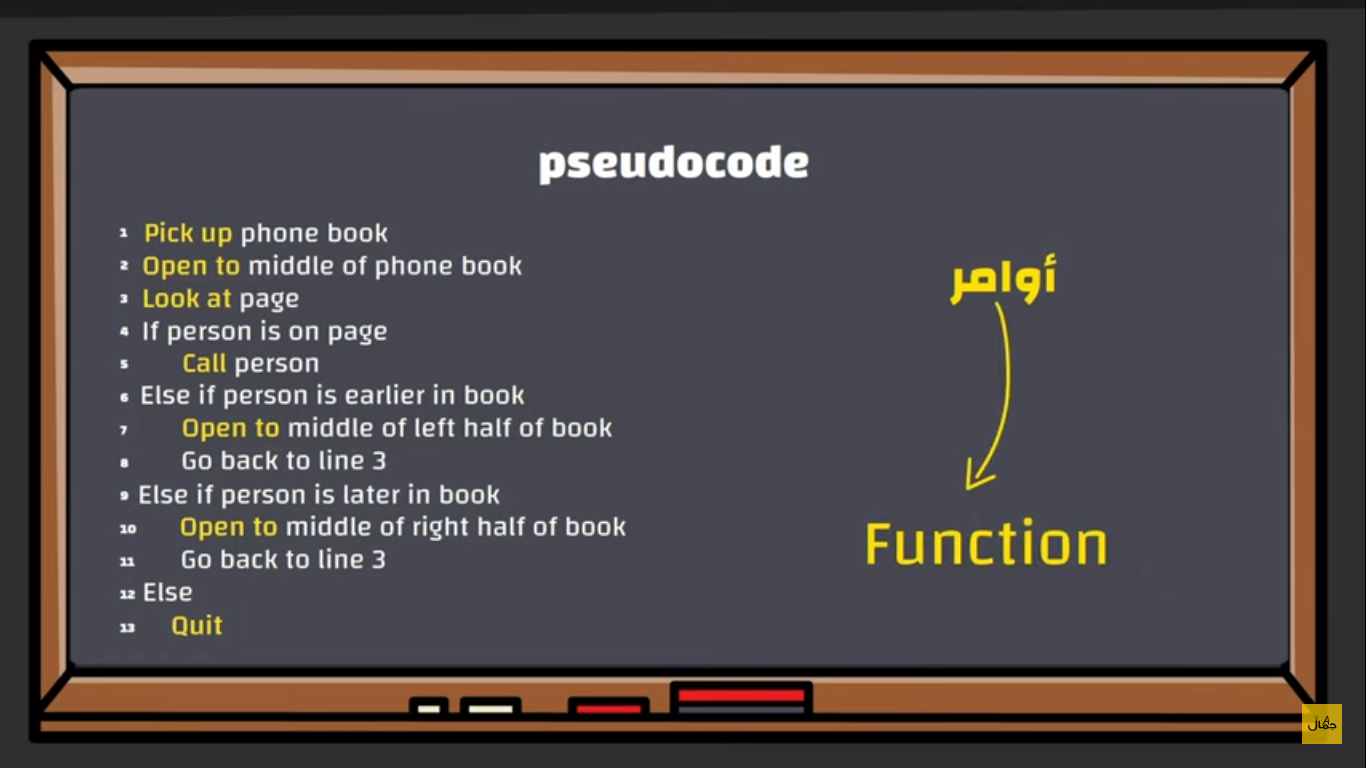 pseudocode
1 Pick up phone book
2 Open to middle of phone book
3 Look at page
4 If person is on page
5 Call person
6 Else if person is earlier in book
7 Open to middle of left half of book
8 Go back to line 3
9 Else if person is later in book
10 Open to middle of right half of book
11 Go back to line 3
12 Else
13 Quit
أوامر
Function
جمال